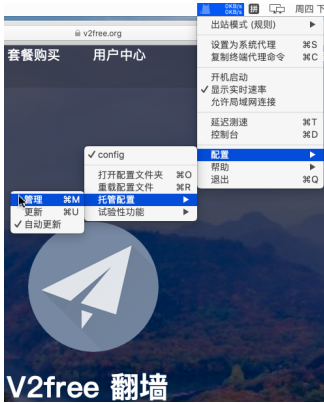 0KB/s
0KB/s
拼
周四 下
v2free.org
套餐购买 用户中心
出站模式 (规则) ▶
设置为系统代理 ⌘S
复制终端代理命令 ⌘C
开机启动
✓ 显示实时速率
允许局域网连接
延迟测速 ⌘T
控制台 ⌘D
配置 ▶
帮助 ▶
退出 ⌘Q
✓ config
打开配置文件夹 ⌘O
重载配置文件 ⌘R
托管配置 ▶
试验性功能 ▶
管理 ⌘M
更新 ⌘U
✓ 自动更新
V2free 翻墙